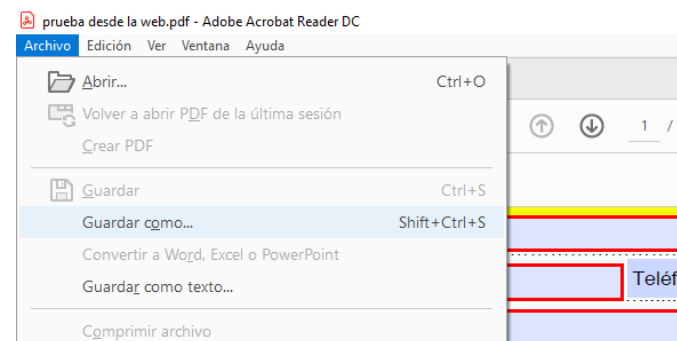 prueba desde la web.pdf - Adobe Acrobat Reader DC
Archivo Edición Ver Ventana Ayuda
Abrir... Ctrl+O
Volver a abrir PDF de la última sesión
1 /
Crear PDF
Guardar Ctrl+S
Guardar como... Shift+Ctrl+S
Convertir a Word, Excel o PowerPoint
Guardar como texto... Teléf
Comprimir archivo